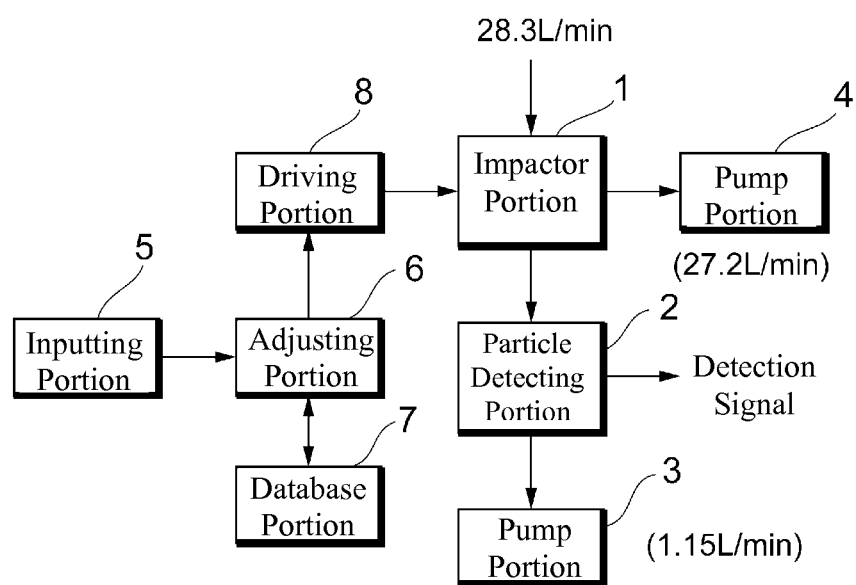 28.3L/min
8
1
4
Driving
Portion
Impactor
Portion
Pump
Portion
(27.2L/min)
5
6
2
Inputting
Portion
Adjusting
Portion
Particle
Detecting
Portion
Detection
Signal
7
3
Database
Portion
Pump
Portion
(1.15L/min)